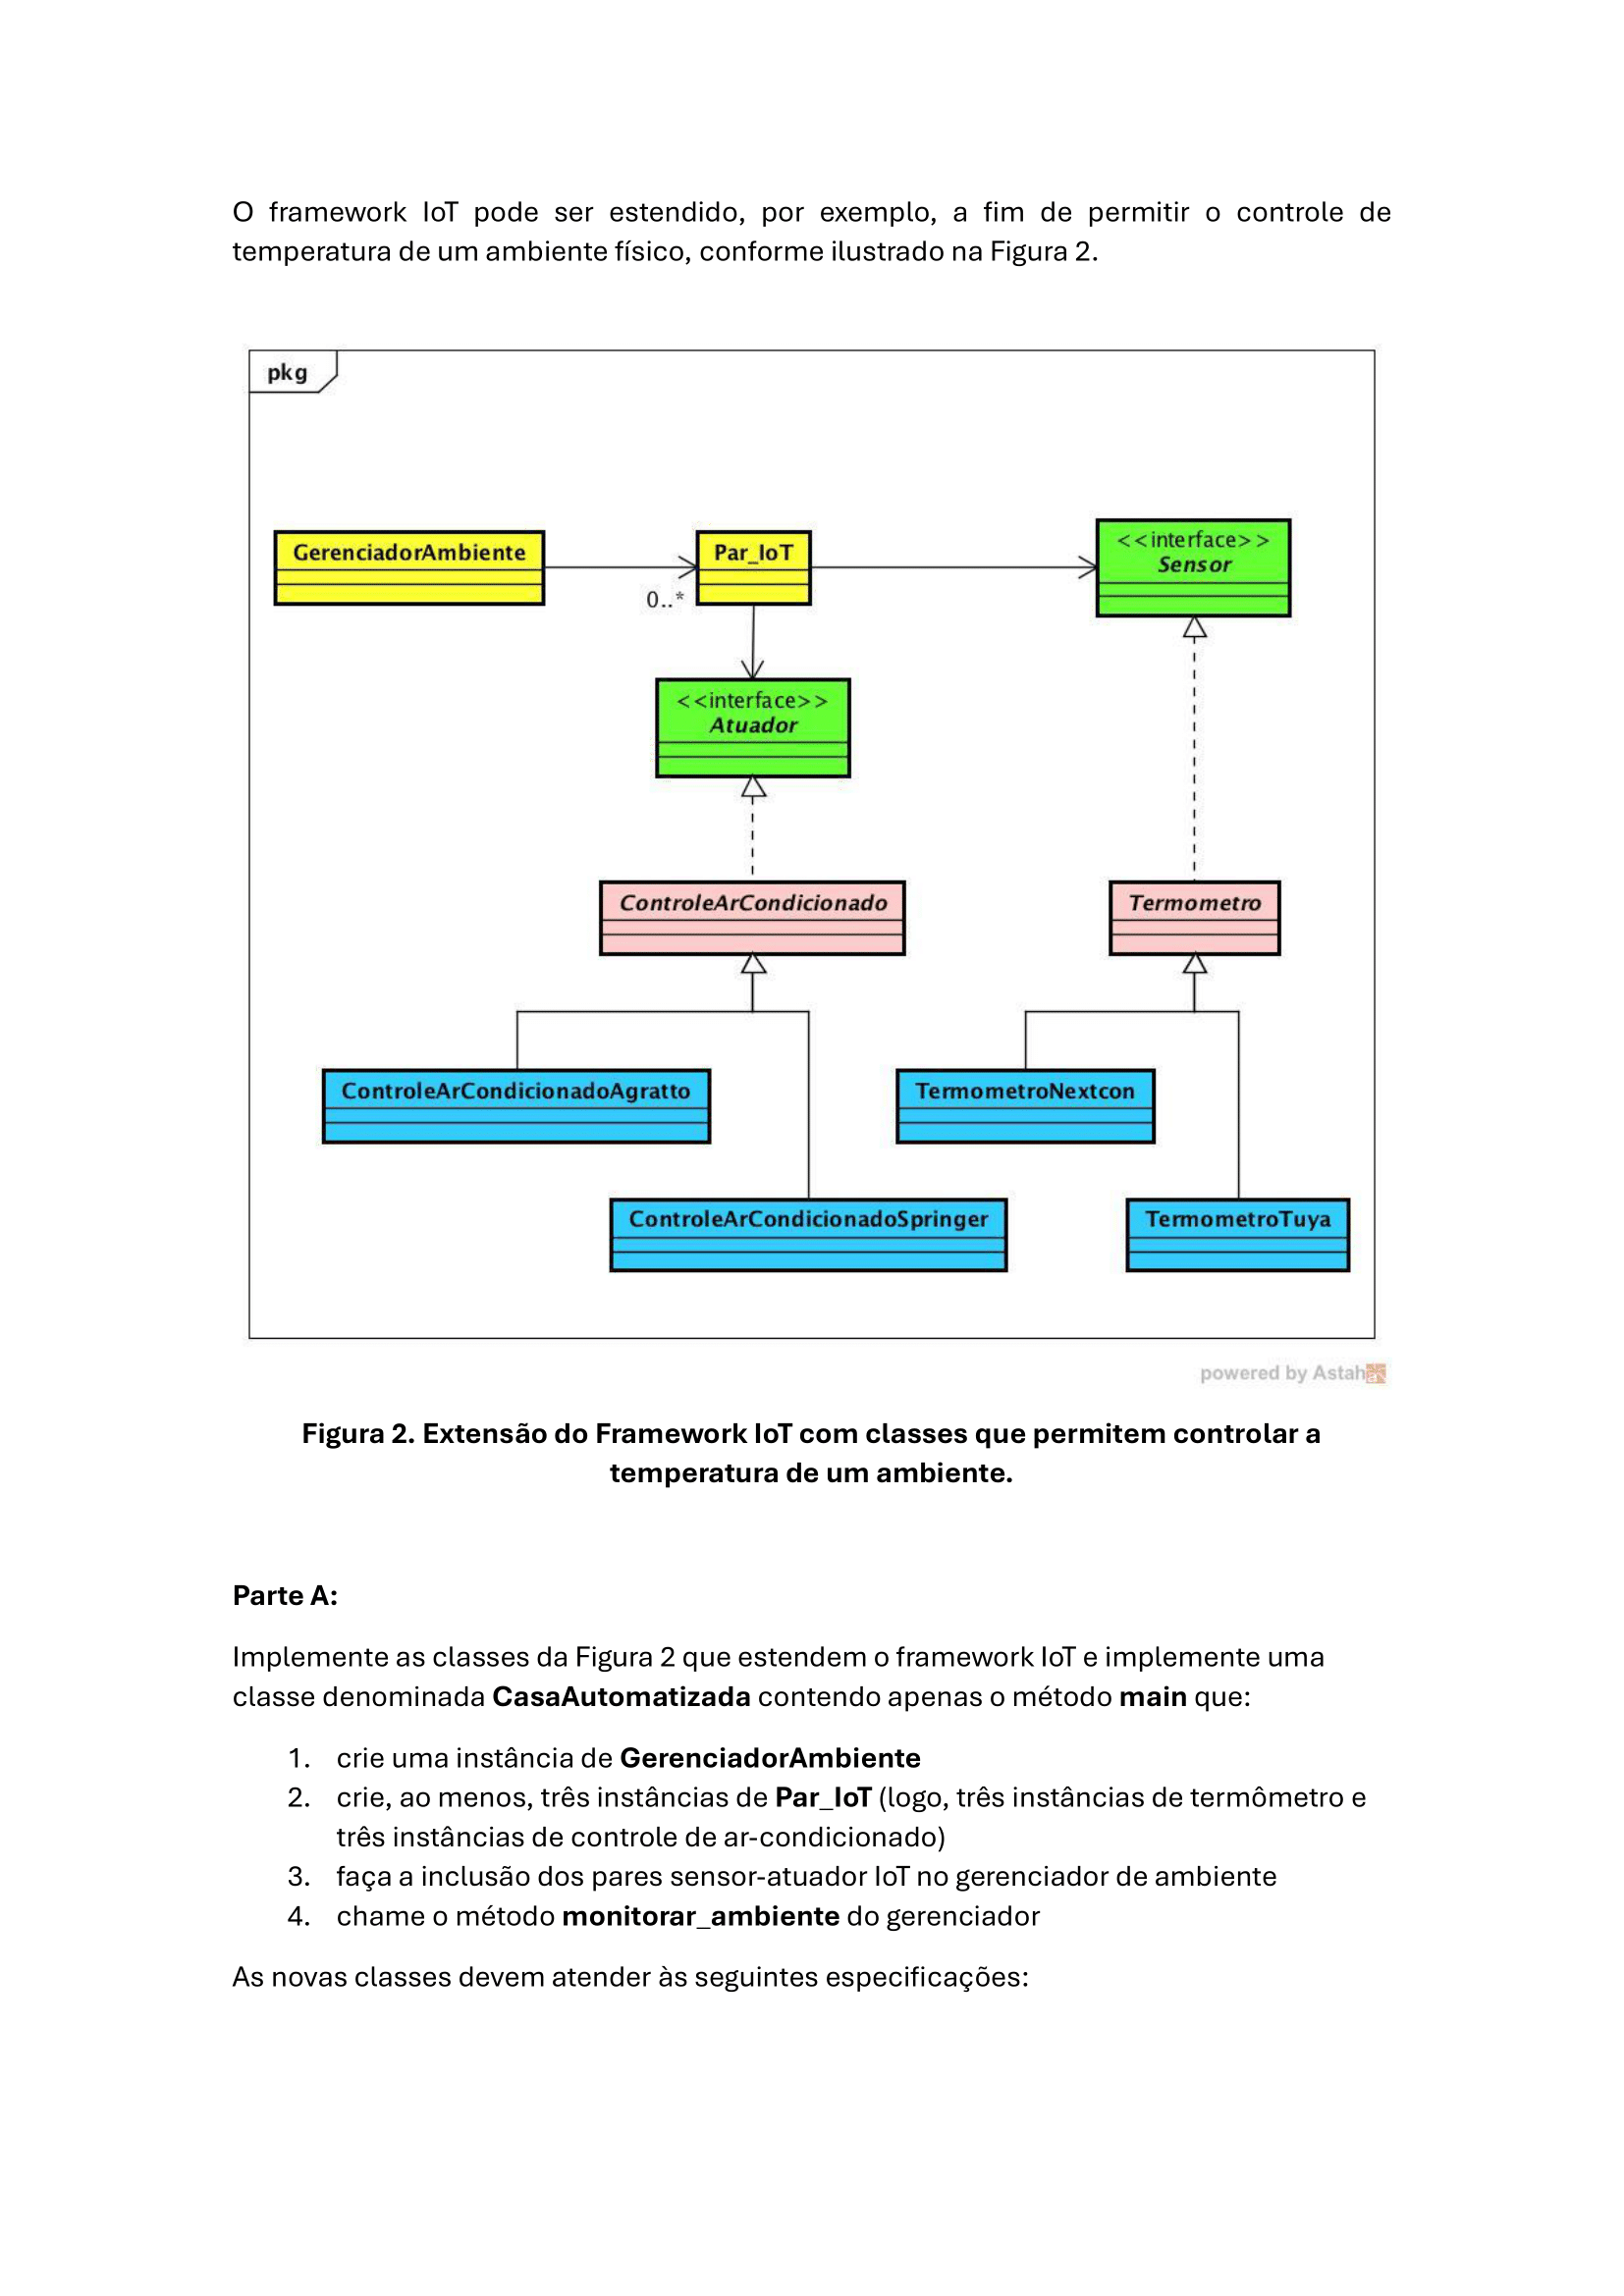 O framework IoT pode ser estendido, por exemplo, a fim de permitir o controle de
temperatura de um ambiente físico, conforme ilustrado na Figura 2.
pkg
GerenciadorAmbiente
0..*
Par_IoT
<<interface>>
Sensor
<<interface>>
Atuador
ControleArCondicionado
Termometro
ControleArCondicionadoAgratto
TermometroNextcon
ControleArCondicionadoSpringer
TermometroTuya
powered by Astah
Figura 2. Extensão do Framework IoT com classes que permitem controlar a
temperatura de um ambiente.
Parte A:
Implemente as classes da Figura 2 que estendem o framework IoT e implemente uma
classe denominada CasaAutomatizada contendo apenas o método main que:
1. crie uma instância de GerenciadorAmbiente
2. crie, ao menos, três instâncias de Par_IoT (logo, três instâncias de termômetro e
três instâncias de controle de ar-condicionado)
3. faça a inclusão dos pares sensor-atuador IoT no gerenciador de ambiente
4. chame o método monitorar_ambiente do gerenciador
As novas classes devem atender às seguintes especificações: